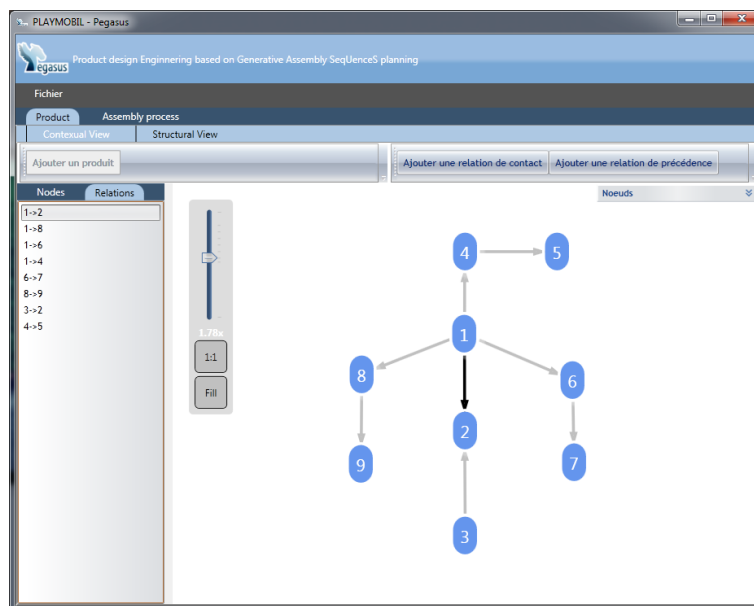 PLAYMOBIL - Pegasus
Pegasus
Product design Enginnering based on Generative Assembly SeqUenceS planning
Fichier
Product Assembly process
Contexual View Structural View
Ajouter un produit Ajouter une relation de contact Ajouter une relation de précédence
Nodes Relations Noeuds
1->2
1->8
1->6
1->4
6->7
8->9
3->2
4->5
1.78x
1:1
Fill
4 5
1
8 6
2
9 7
3